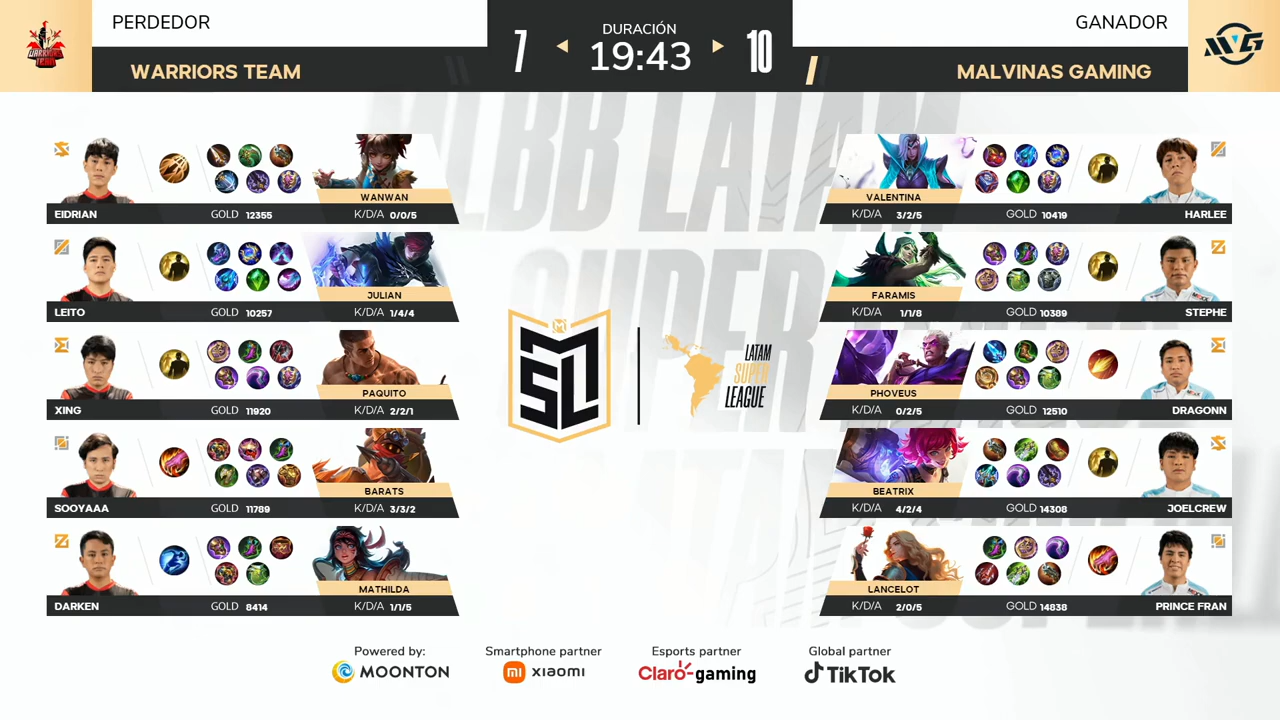 PERDEDOR
WARRIORS TEAM
7
DURACIÓN
19:43
10
GANADOR
MALVINAS GAMING
WANWAN
EIDRIAN GOLD 12355 K/D/A 0/0/5
JULIAN
LEITO GOLD 10257 K/D/A 1/4/4
PAQUITO
XING GOLD 11920 K/D/A 2/2/1
BARATS
SOOYAAA GOLD 11789 K/D/A 3/3/2
MATHILDA
DARKEN GOLD 8414 K/D/A 1/1/5
MSL
LATAM
SUPER
LEAGUE
VALENTINA
K/D/A 3/2/5 GOLD 10419 HARLEE
FARAMIS
K/D/A 1/1/8 GOLD 10389 STEPHE
PHOVEUS
K/D/A 0/2/5 GOLD 12510 DRAGONN
BEATRIX
K/D/A 4/2/4 GOLD 14308 JOELCREW
LANCELOT
K/D/A 2/0/5 GOLD 14838 PRINCE FRAN
Powered by:
MOONTON
Smartphone partner
mi xiaomi
Esports partner
Claro-gaming
Global partner
TikTok